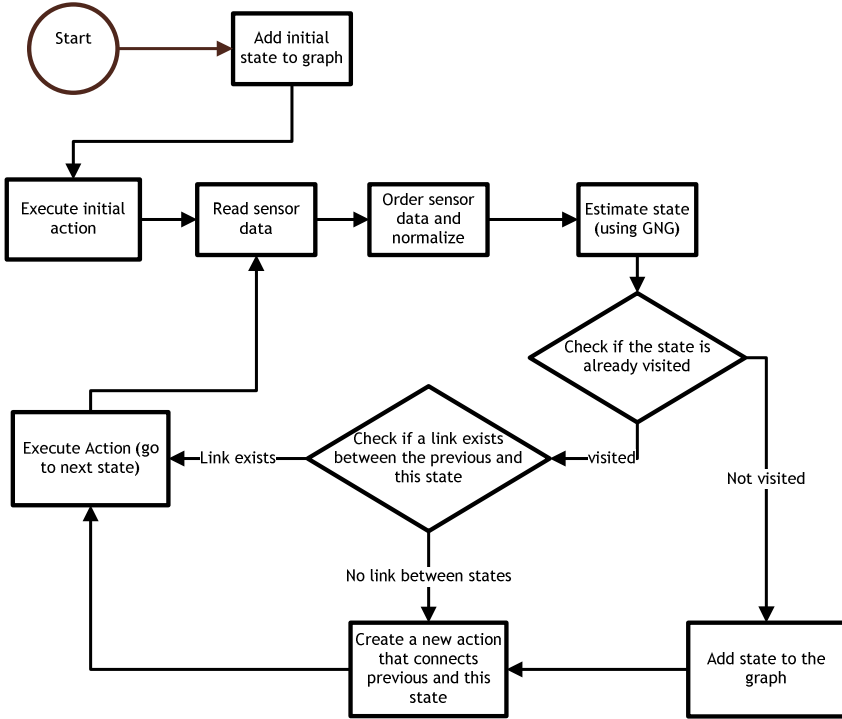 Start
Add initial
state to graph
Execute initial
action
Read sensor
data
Order sensor
data and
normalize
Estimate state
(using GNG)
Check if the state is
already visited
Check if a link exists
between the previous and
this state
Execute Action (go
to next state)
Link exists
visited
Not visited
No link between states
Create a new action
that connects
previous and this
state
Add state to the
graph